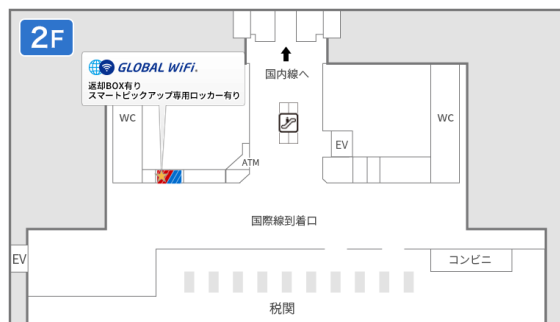 2F
GLOBAL WiFi.
国内線へ
返却BOX有り
スマートピックアップ専用ロッカー有り
WC
WC
EV
ATM
国際線到着口
EV
コンビニ
税関